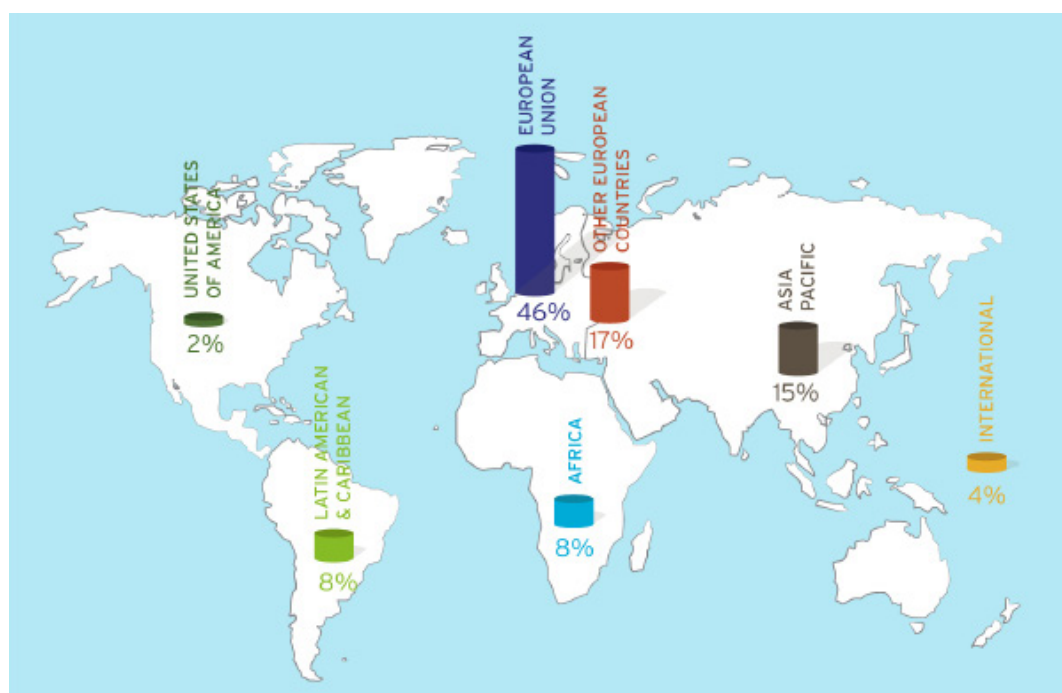 UNITED STATES
OF AMERICA
2%
LATIN AMERICAN
& CARIBBEAN
8%
EUROPEAN
UNION
46%
OTHER EUROPEAN
COUNTRIES
17%
AFRICA
8%
ASIA
PACIFIC
15%
INTERNATIONAL
4%